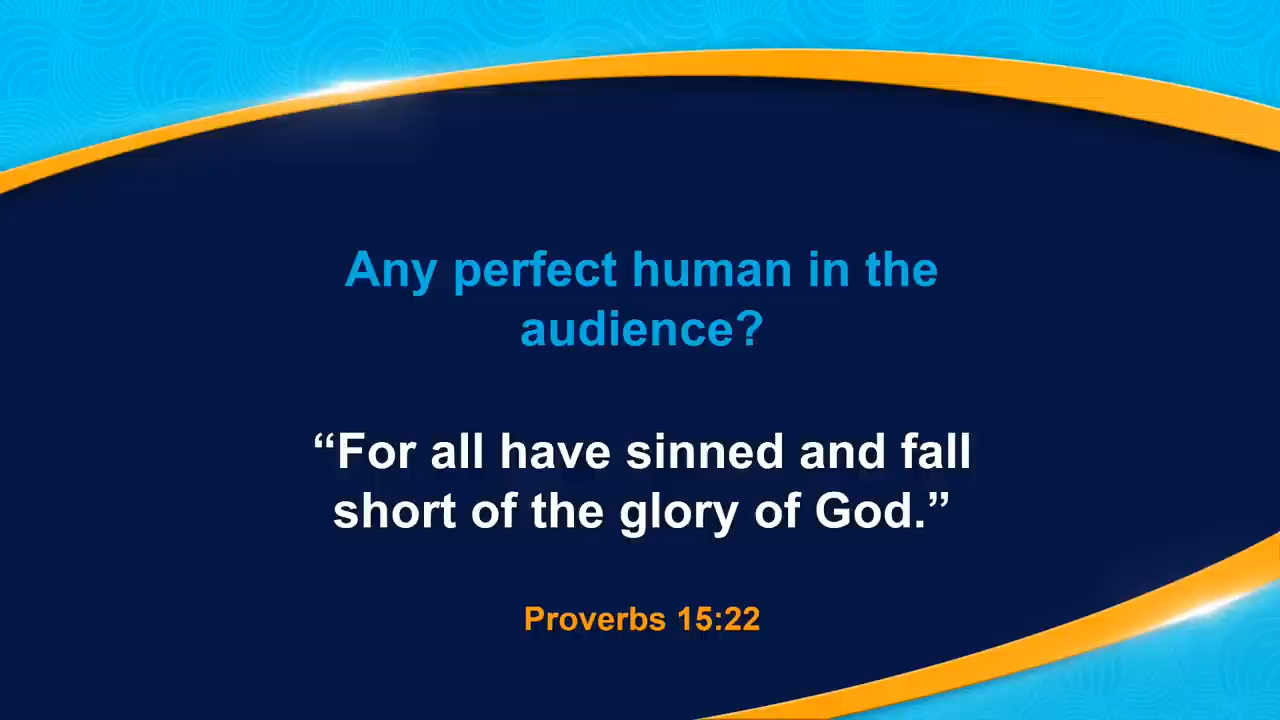 Any perfect human in the
audience?
“For all have sinned and fall
short of the glory of God.”
Proverbs 15:22